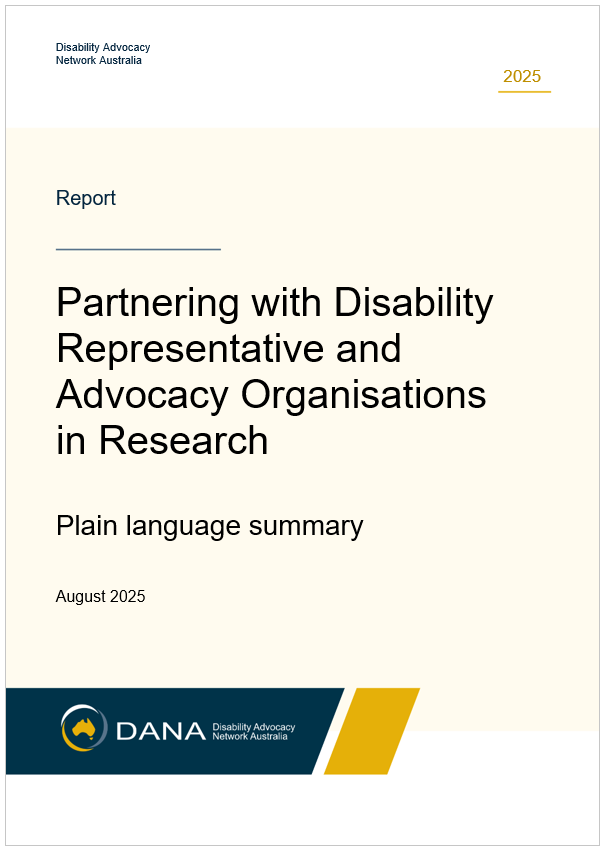 Disability Advocacy
Network Australia
2025
Report
Partnering with Disability
Representative and
Advocacy Organisations
in Research
Plain language summary
August 2025
DANA
Disability Advocacy
Network Australia